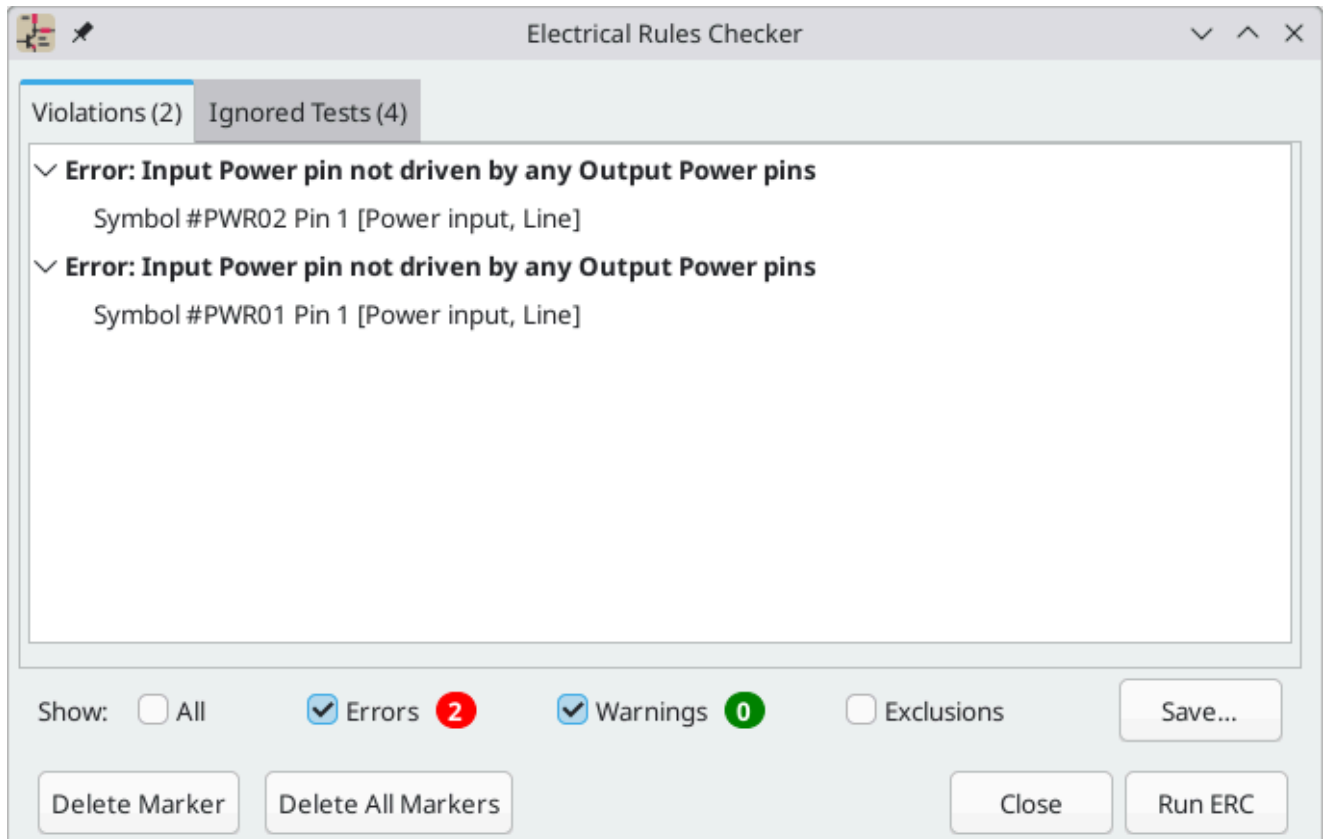 Electrical Rules Checker
Violations (2) Ignored Tests (4)
Error: Input Power pin not driven by any Output Power pins
Symbol #PWR02 Pin 1 [Power input, Line]
Error: Input Power pin not driven by any Output Power pins
Symbol #PWR01 Pin 1 [Power input, Line]
Show: All Errors 2 Warnings 0 Exclusions Save...
Delete Marker Delete All Markers Close Run ERC